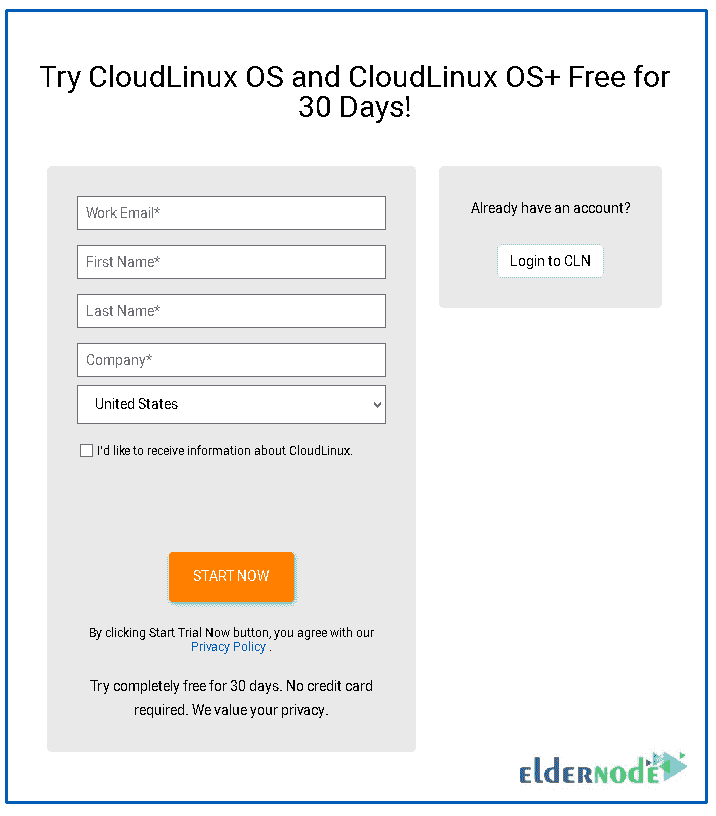 Try CloudLinux OS and CloudLinux OS+ Free for
30 Days!
Work Email*
First Name*
Last Name*
Company*
United States
I'd like to receive information about CloudLinux.
START NOW
By clicking Start Trial Now button, you agree with our
Privacy Policy .
Try completely free for 30 days. No credit card
required. We value your privacy.
Already have an account?
Login to CLN
eldernode